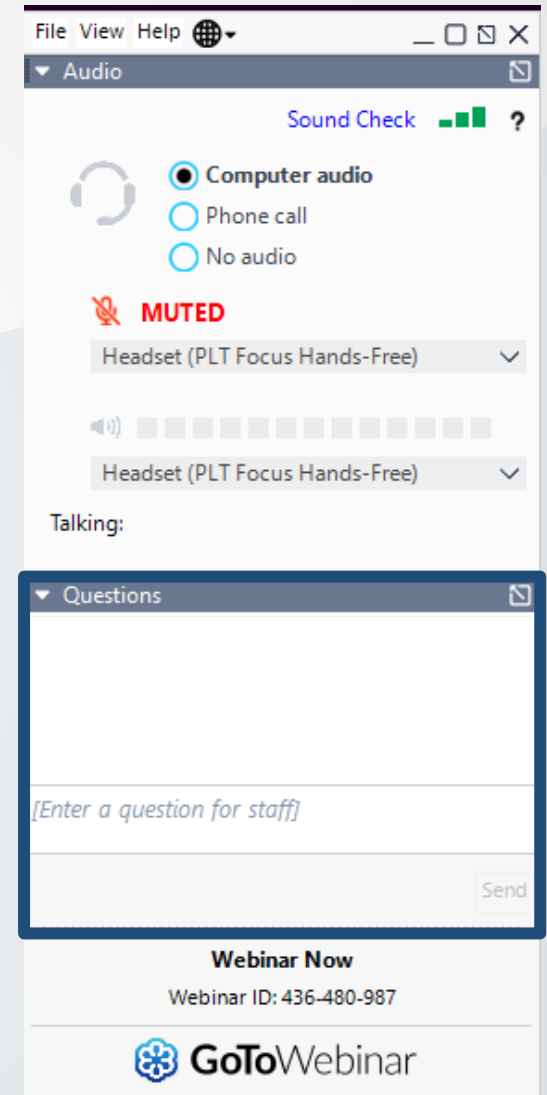 File View Help
Audio
Sound Check ?
Computer audio
Phone call
No audio
MUTED
Headset (PLT Focus Hands-Free)
Headset (PLT Focus Hands-Free)
Talking:
Questions
[Enter a question for staff]
Send
Webinar Now
Webinar ID: 436-480-987
GoToWebinar